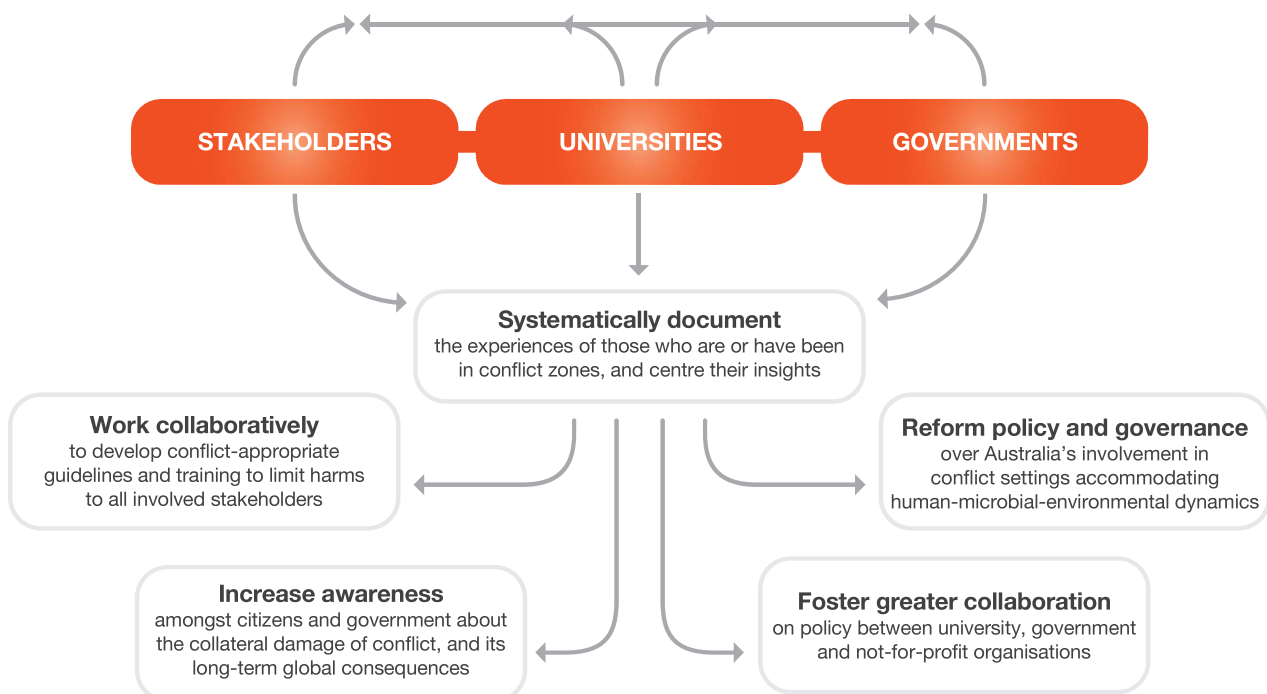 STAKEHOLDERS
UNIVERSITIES
GOVERNMENTS
Systematically document
the experiences of those who are or have been
in conflict zones, and centre their insights
Work collaboratively
to develop conflict-appropriate
guidelines and training to limit harms
to all involved stakeholders
Reform policy and governance
over Australia’s involvement in
conflict settings accommodating
human-microbial-environmental dynamics
Increase awareness
amongst citizens and government about
the collateral damage of conflict, and its
long-term global consequences
Foster greater collaboration
on policy between university, government
and not-for-profit organisations